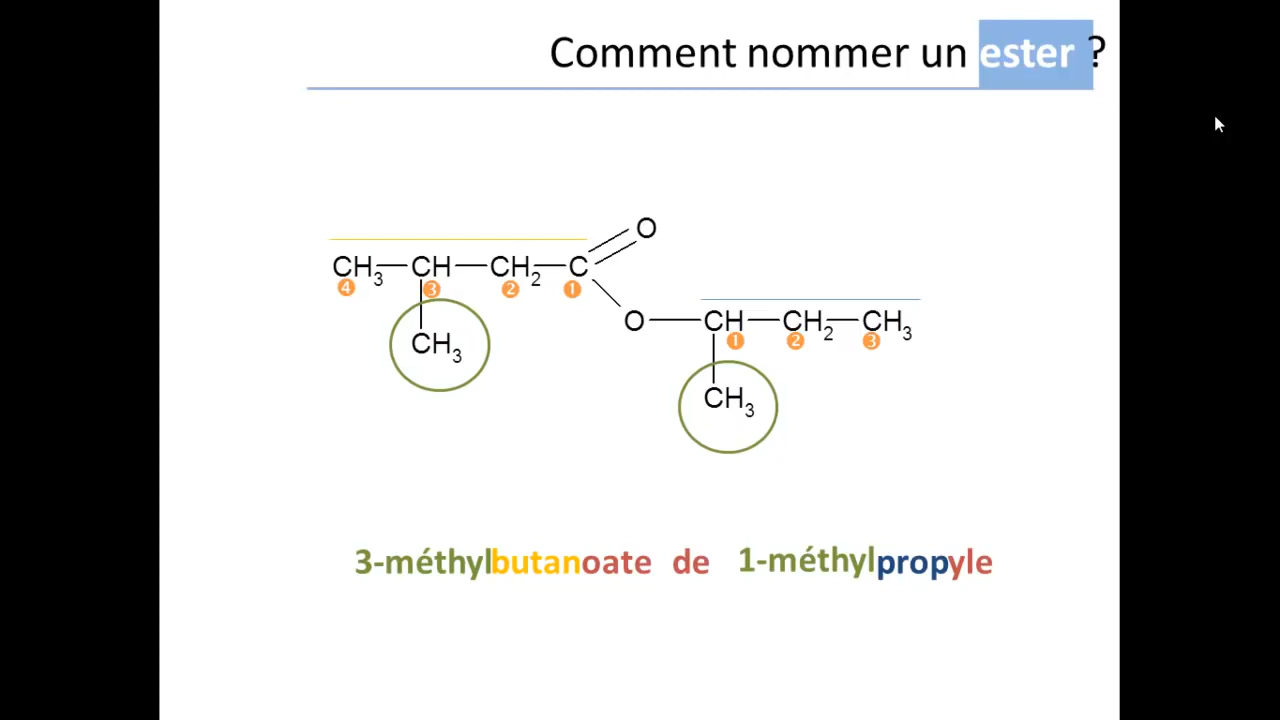 Comment nommer un ester ?
O
CH3 CH CH2 C
4 3 2 1
O CH CH2 CH3
1 2 3
CH3
CH3
3-méthylbutanoate de 1-méthylpropyle